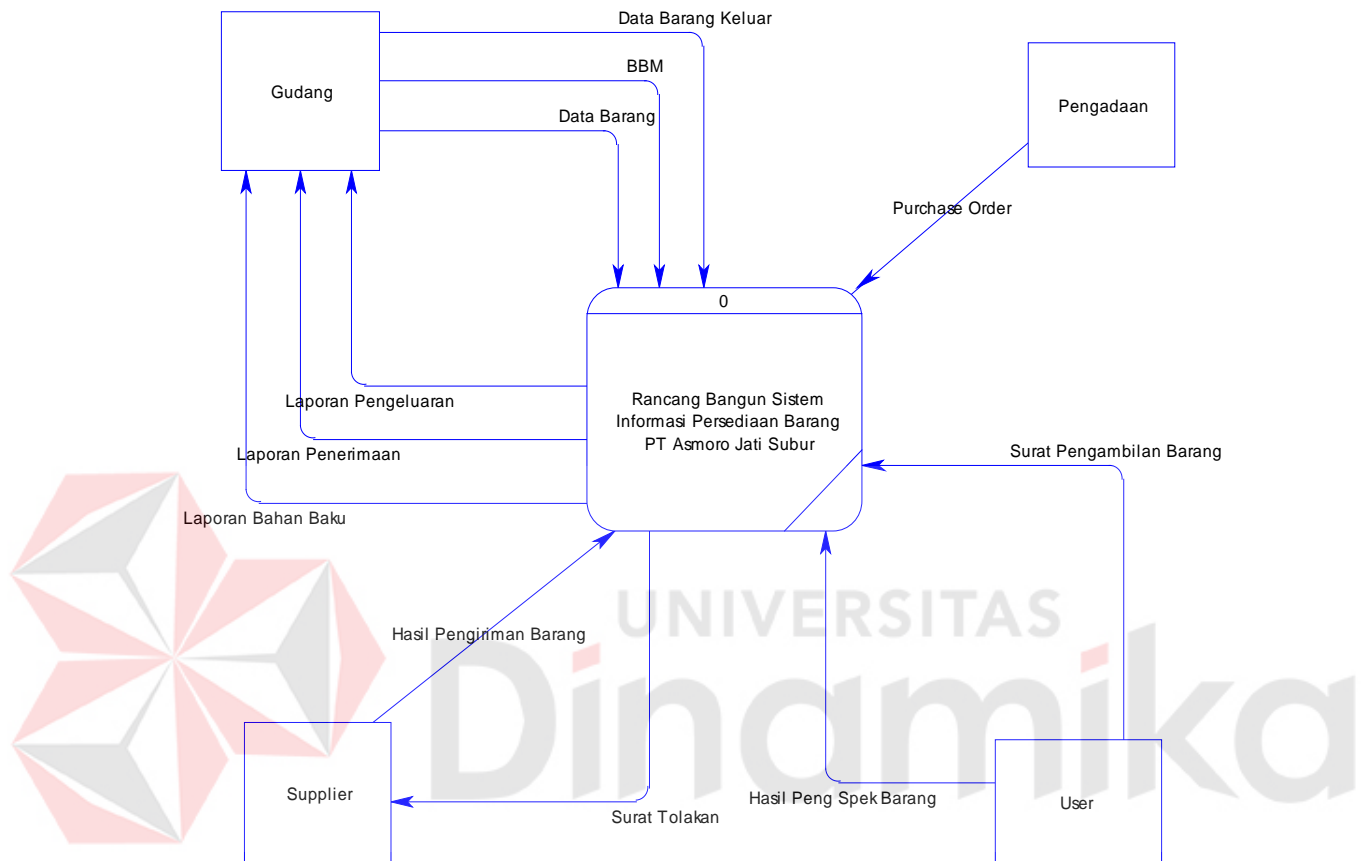 Data Barang Keluar
BBM
Gudang
Data Barang
Pengadaan
Purchase Order
0
Rancang Bangun Sistem
Informasi Persediaan Barang
PT Asmoro Jati Subur
Laporan Pengeluaran
Laporan Penerimaan
Laporan Bahan Baku
Surat Pengambilan Barang
Hasil Pengiriman Barang
UNIVERSITAS
Dinamika
Supplier
Surat Tolakan
Hasil Peng Spek Barang
User